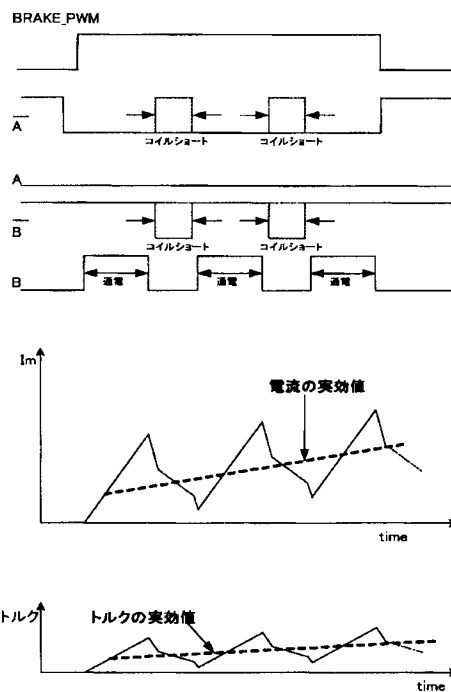 BRAKE_PWM
A
コイルショート コイルショート
A
B
コイルショート コイルショート
B 通電 通電 通電
Im
電流の実効値
time
トルク トルクの実効値
time